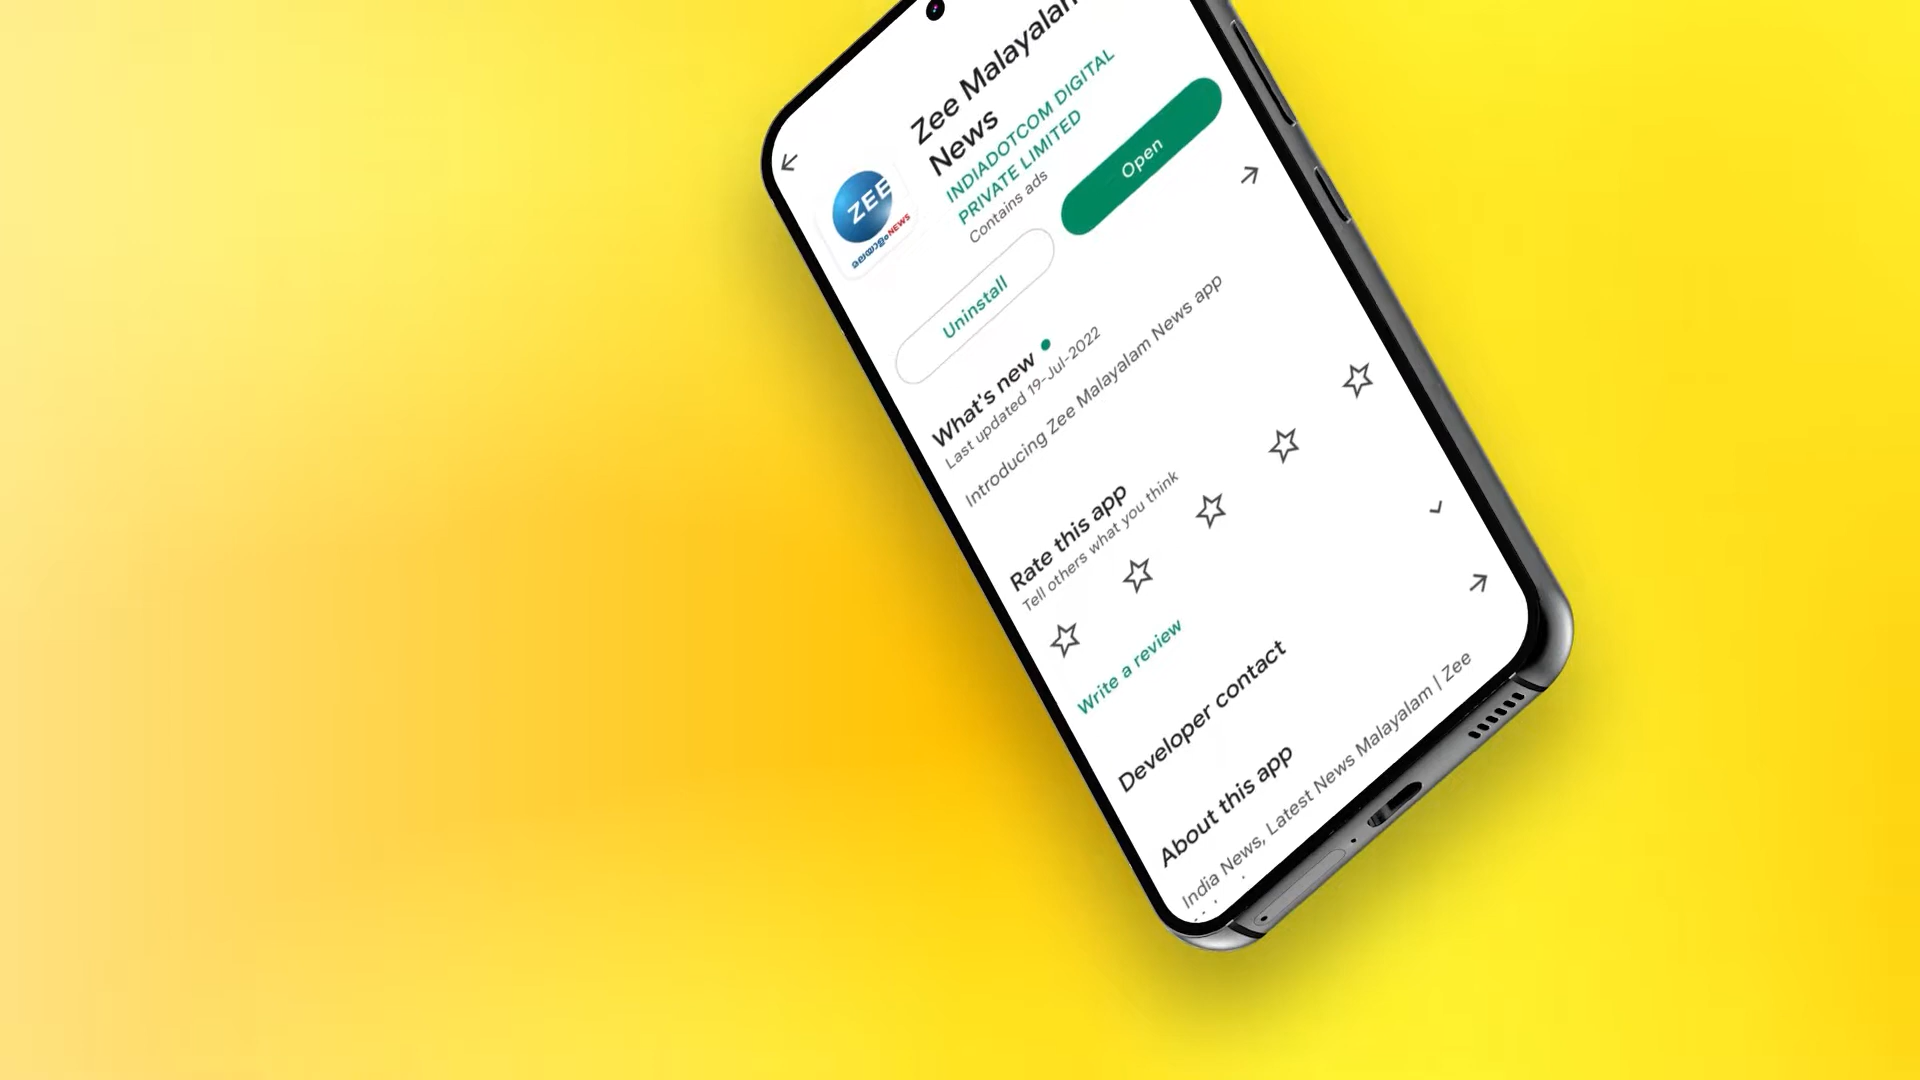 Zee Malayalam
News
INDIADOTCOM DIGITAL
PRIVATE LIMITED
Contains ads
ZEE
മലയാളം NEWS
Uninstall
Open
What's new
Last updated 19-Jul-2022
Introducing Zee Malayalam News app
Rate this app
Tell others what you think
Write a review
Developer contact
About this app
India News, Latest News Malayalam | Zee